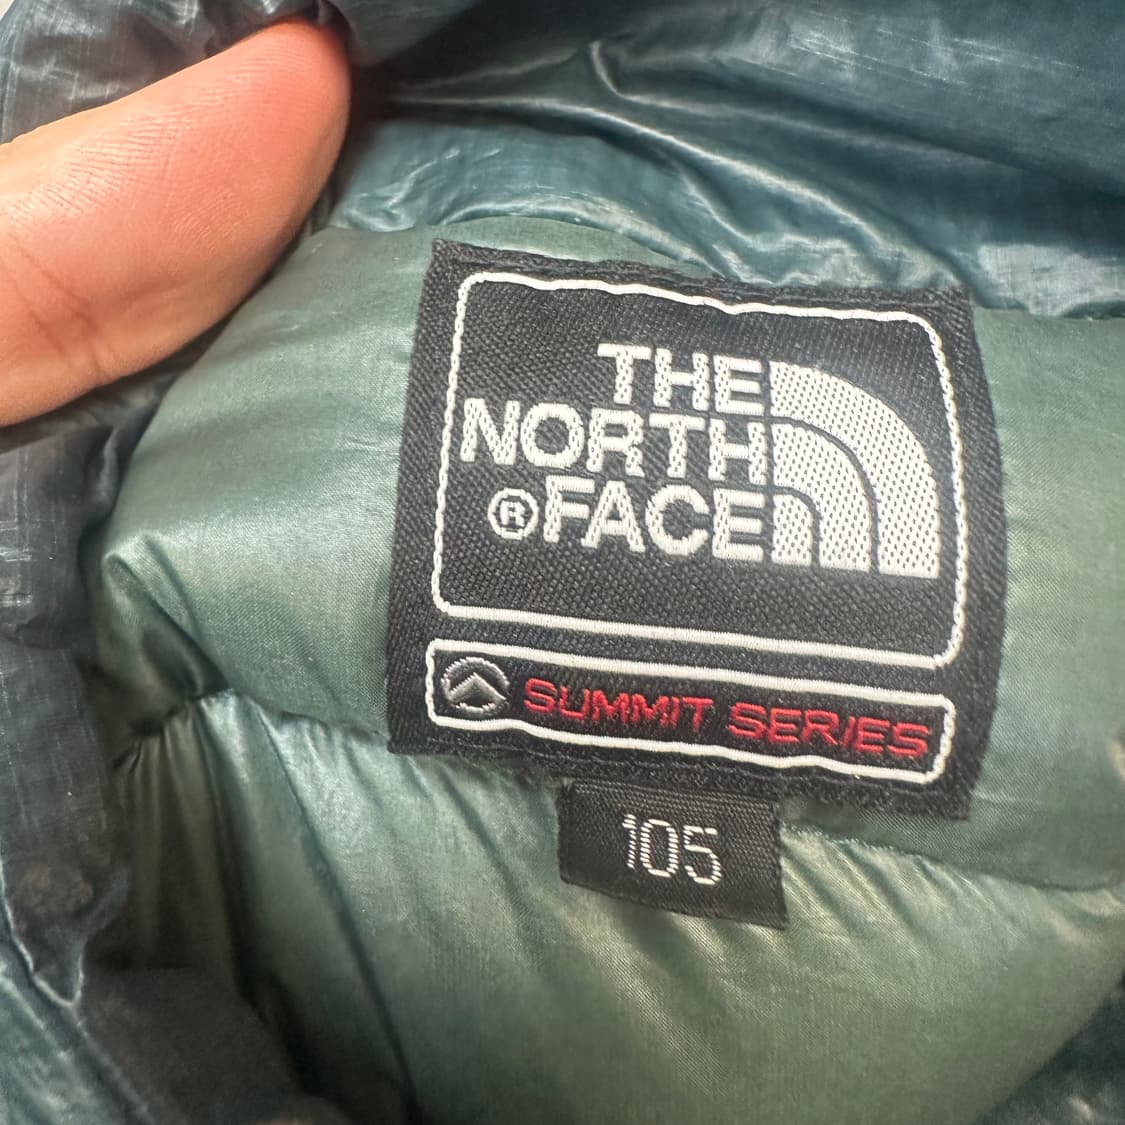 THE
NORTH
®FACE
SUMMIT SERIES
105